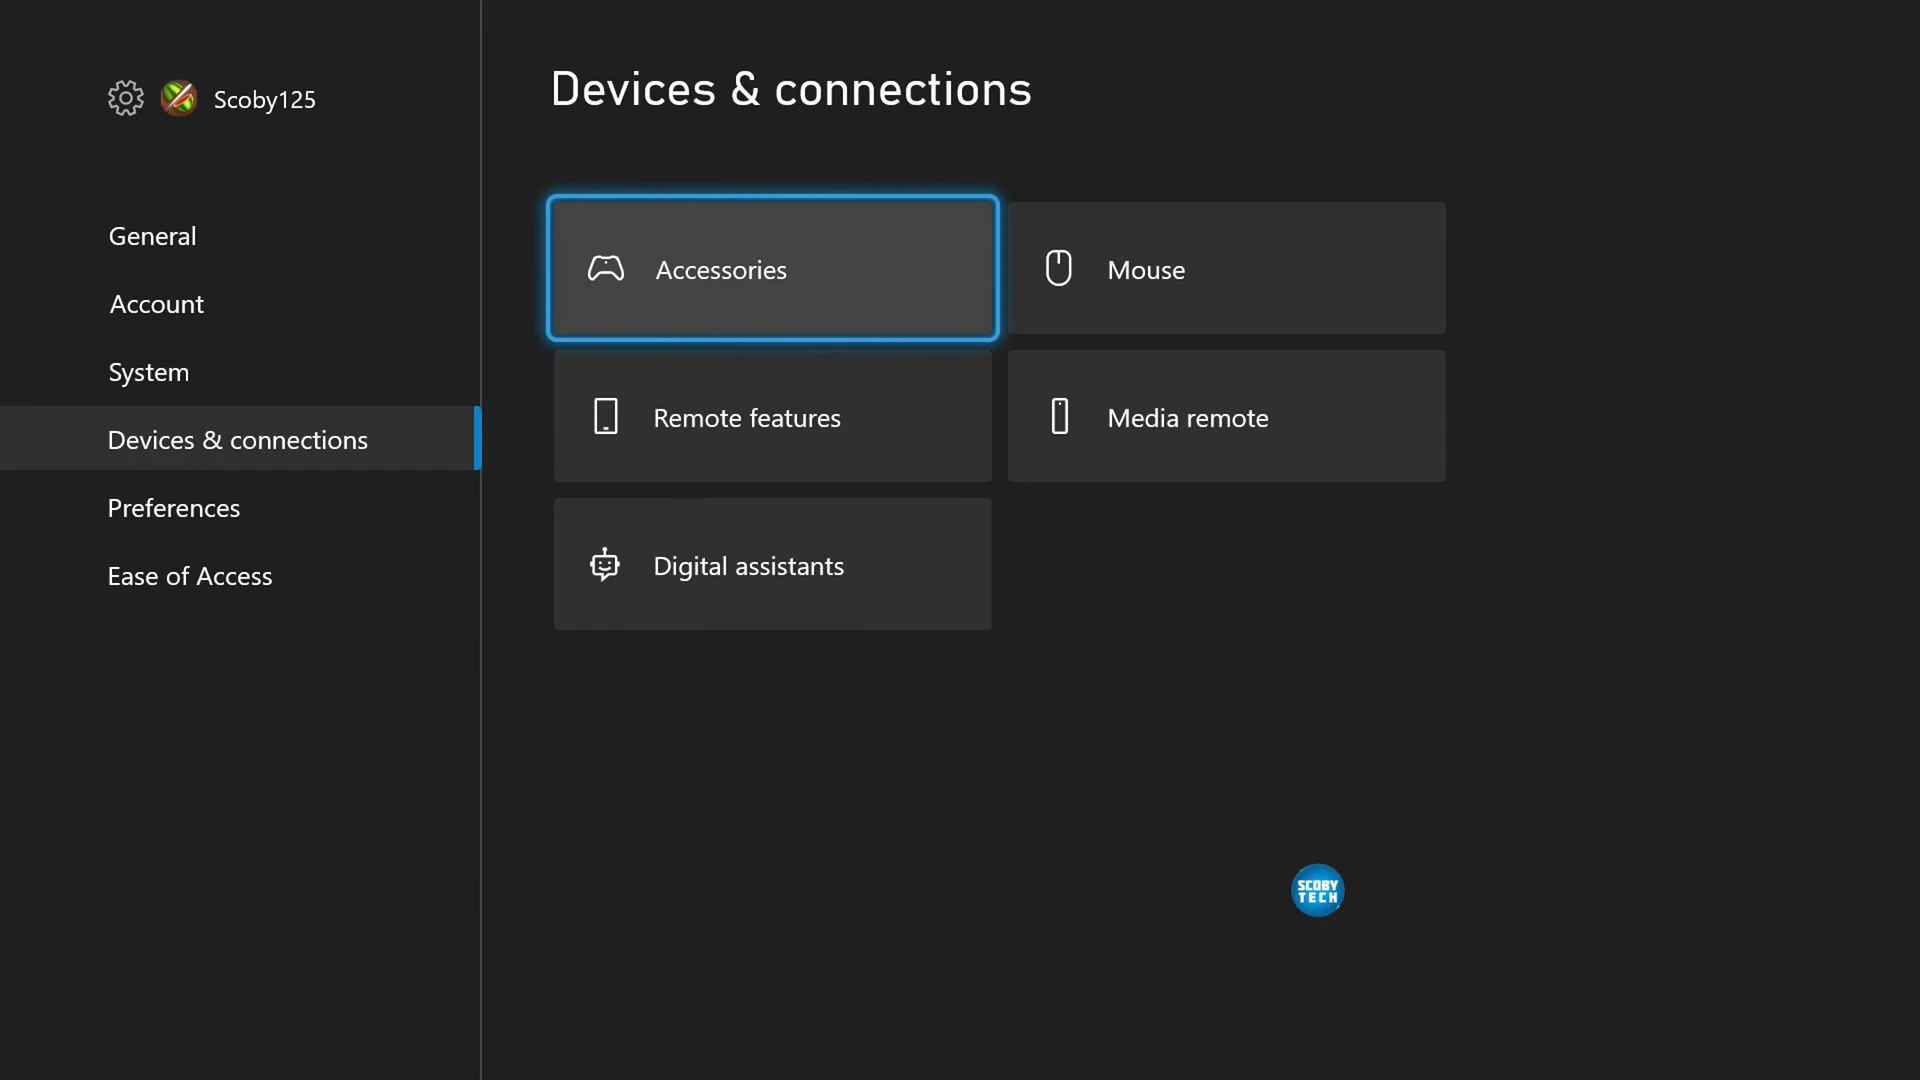 Scoby125
Devices & connections
General
Account
System
Devices & connections
Preferences
Ease of Access
Accessories
Mouse
Remote features
Media remote
Digital assistants
SCOBY
TECH